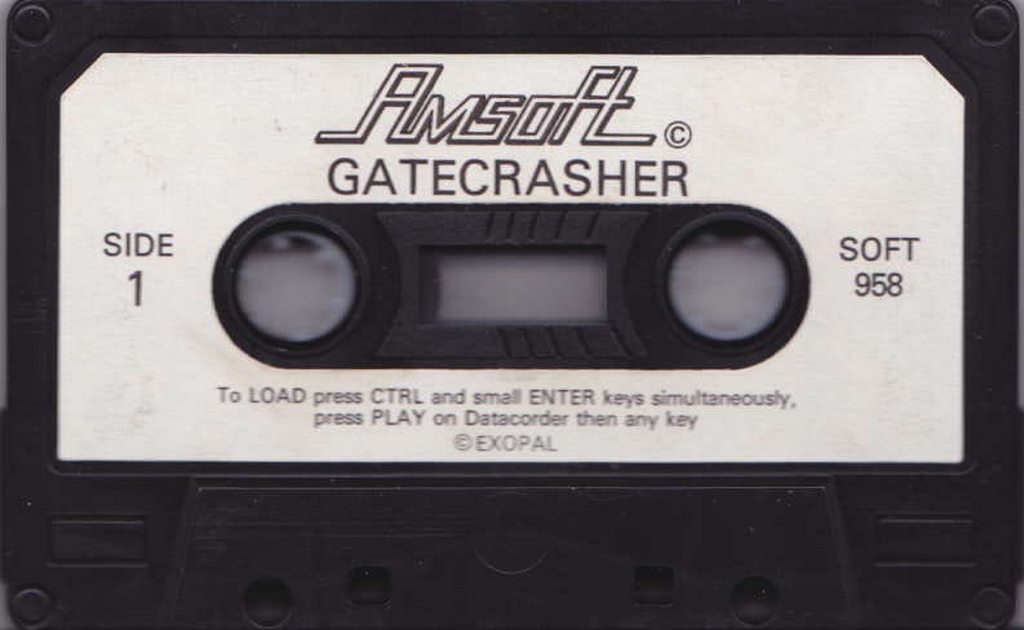 Amsoft ©
GATECRASHER
SIDE
1
SOFT
958
To LOAD press CTRL and small ENTER keys simultaneously,
press PLAY on Datacorder then any key
© EXOPAL